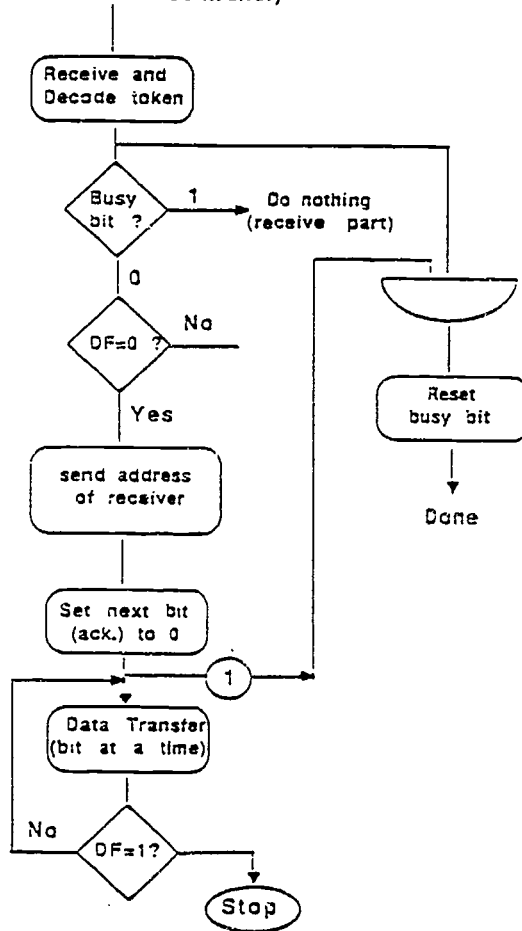 Receive and
Decode token
Busy
bit ?
1
Do nothing
(receive part)
0
DF=0 ?
No
Yes
send address
of receiver
Set next bit
(ack.) to 0
1
Data Transfer
(bit at a time)
No
DF=1?
Stop
Reset
busy bit
Done